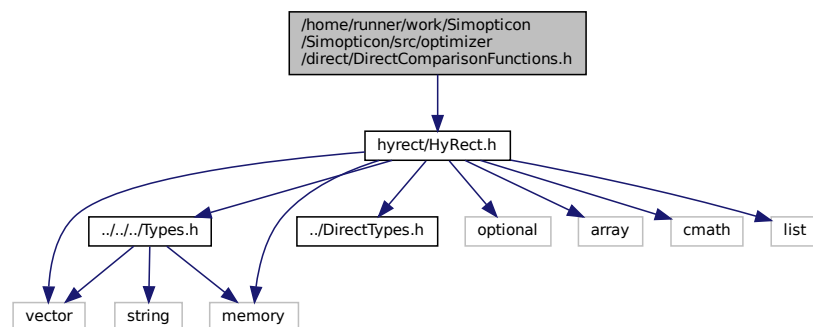 /home/runner/work/Simopticon
/Simopticon/src/optimizer
/direct/DirectComparisonFunctions.h
hyrect/HyRect.h
../../../Types.h
../DirectTypes.h
optional
array
cmath
list
vector
string
memory